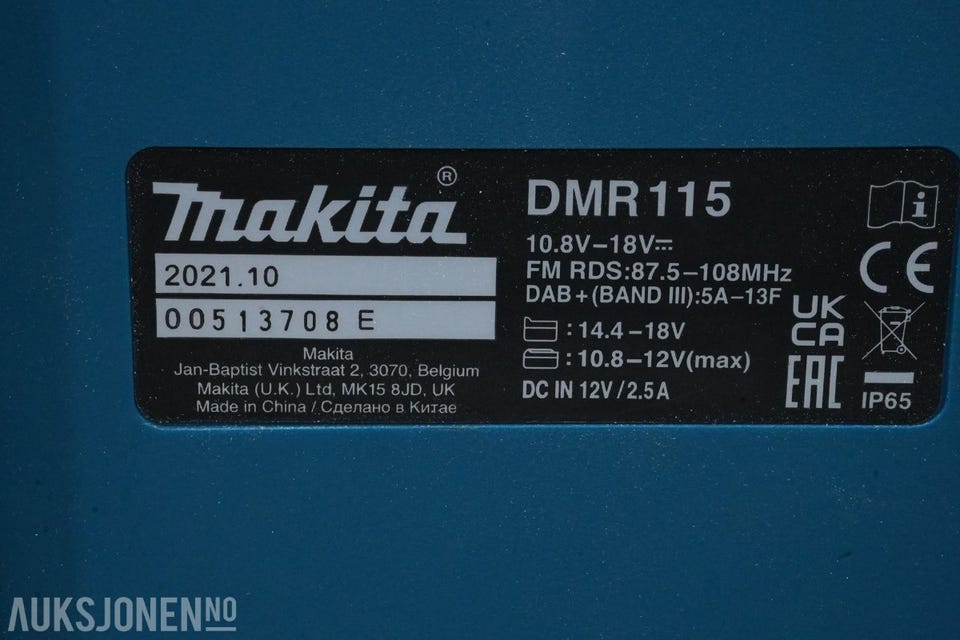 makita®
2021.10
00513708 E
Makita
Jan-Baptist Vinkstraat 2, 3070, Belgium
Makita (U.K.) Ltd, MK15 8JD, UK
Made in China / Сделано в Китае
DMR115
10.8V–18V⎓
FM RDS:87.5–108MHz
DAB+(BAND III):5A–13F
:14.4–18V
:10.8–12V(max)
DC IN 12V/2.5A
i
CE
UK
CA
EAC
IP65
AUKSJONEN.NO